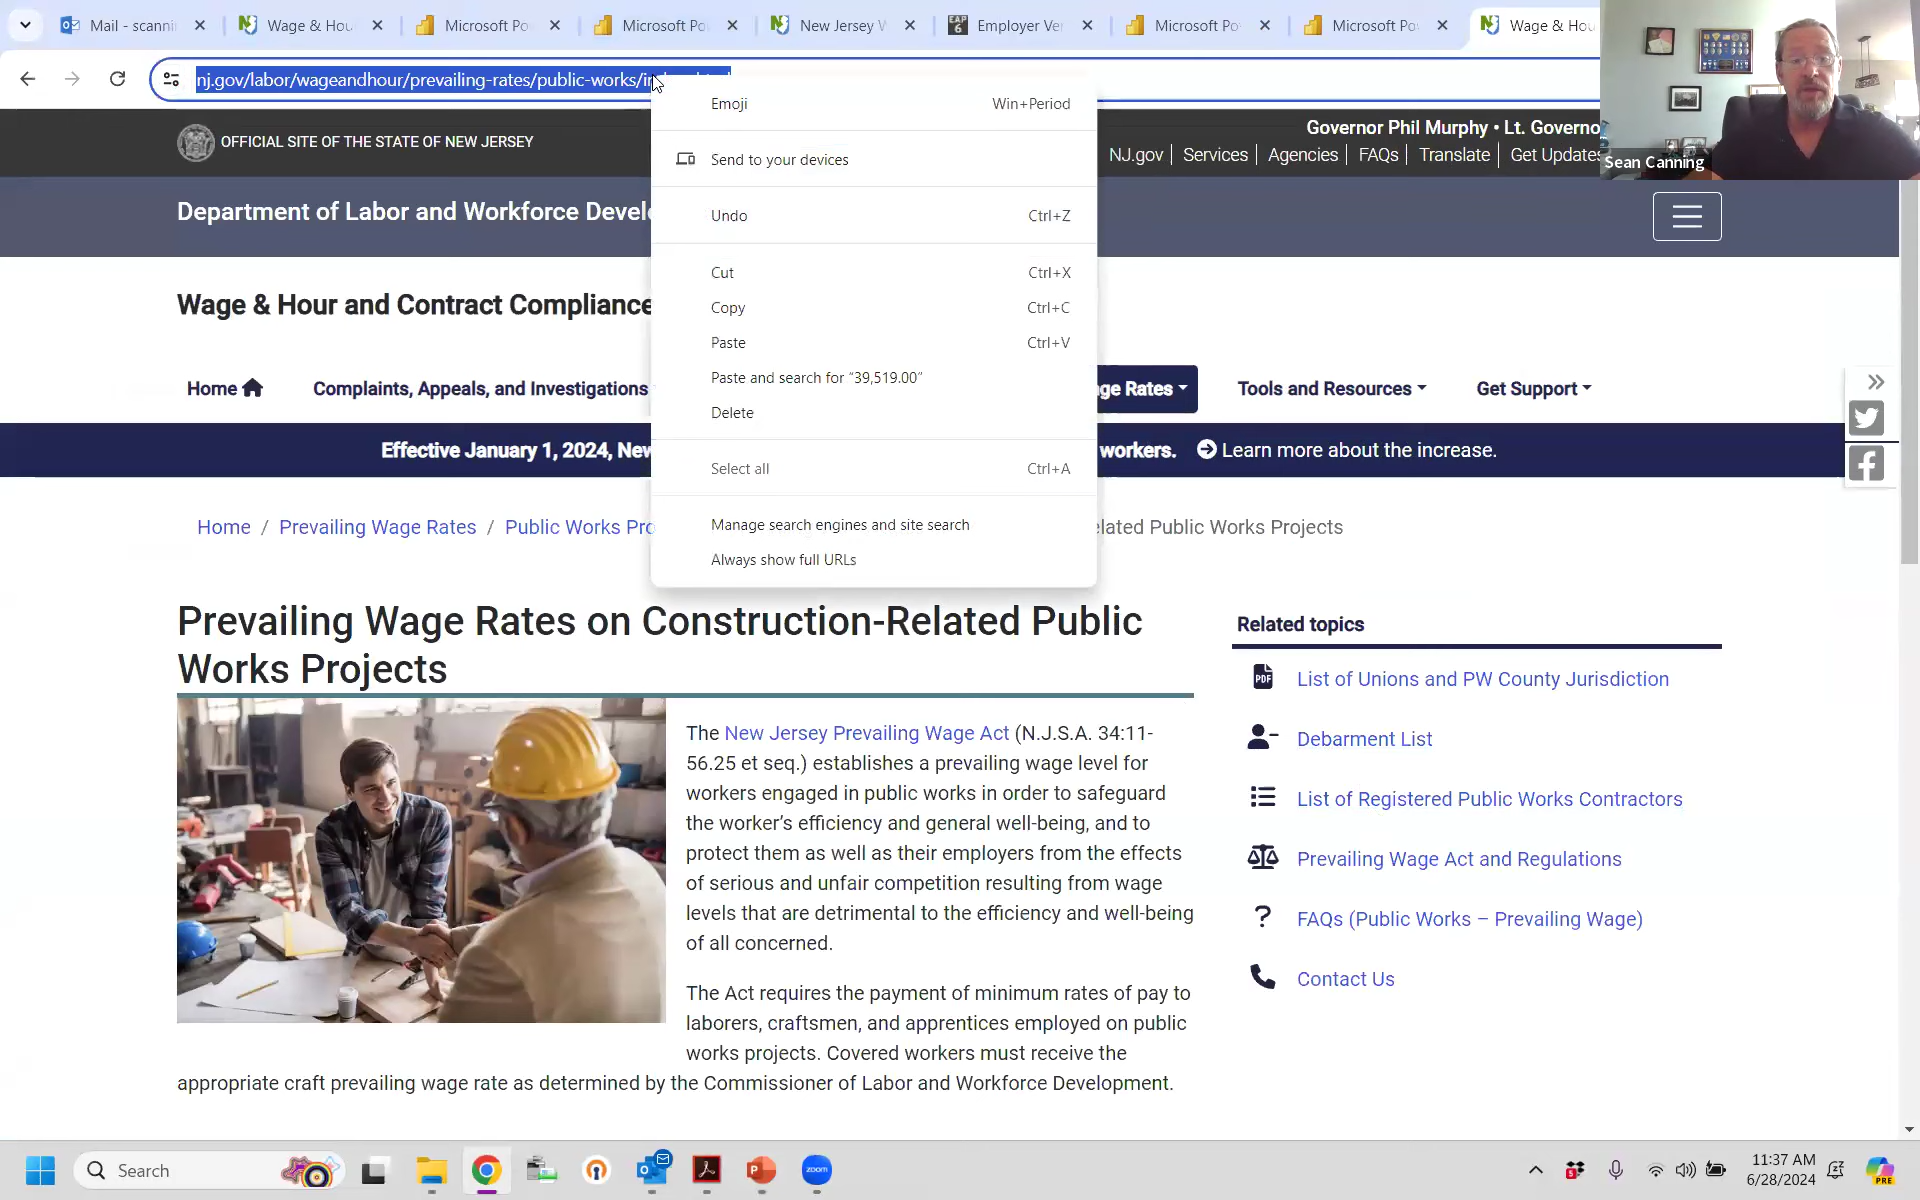 Mail - scanni
Wage & Hou
Microsoft Po
Microsoft Po
New Jersey V
Employer Ver
Microsoft Po
Microsoft Po
Wage & Hou
nj.gov/labor/wageandhour/prevailing-rates/public-works/index.html
Emoji Win+Period
Send to your devices
Undo Ctrl+Z
Cut Ctrl+X
Copy Ctrl+C
Paste Ctrl+V
Paste and search for “39,519.00”
Delete
Select all Ctrl+A
Manage search engines and site search
Always show full URLs
OFFICIAL SITE OF THE STATE OF NEW JERSEY
Governor Phil Murphy • Lt. Governo
NJ.gov Services Agencies FAQs Translate Get Updates
Sean Canning
Department of Labor and Workforce Devel
Wage & Hour and Contract Compliance
Home Complaints, Appeals, and Investigations ge Rates Tools and Resources Get Support
Effective January 1, 2024, New workers. Learn more about the increase.
Home / Prevailing Wage Rates / Public Works Pro elated Public Works Projects
Prevailing Wage Rates on Construction-Related Public
Works Projects
The New Jersey Prevailing Wage Act (N.J.S.A. 34:11-
56.25 et seq.) establishes a prevailing wage level for
workers engaged in public works in order to safeguard
the worker’s efficiency and general well-being, and to
protect them as well as their employers from the effects
of serious and unfair competition resulting from wage
levels that are detrimental to the efficiency and well-being
of all concerned.
The Act requires the payment of minimum rates of pay to
laborers, craftsmen, and apprentices employed on public
works projects. Covered workers must receive the
appropriate craft prevailing wage rate as determined by the Commissioner of Labor and Workforce Development.
Related topics
PDF List of Unions and PW County Jurisdiction
Debarment List
List of Registered Public Works Contractors
Prevailing Wage Act and Regulations
? FAQs (Public Works – Prevailing Wage)
Contact Us
Search
zoom
11:37 AM
6/28/2024
PRE